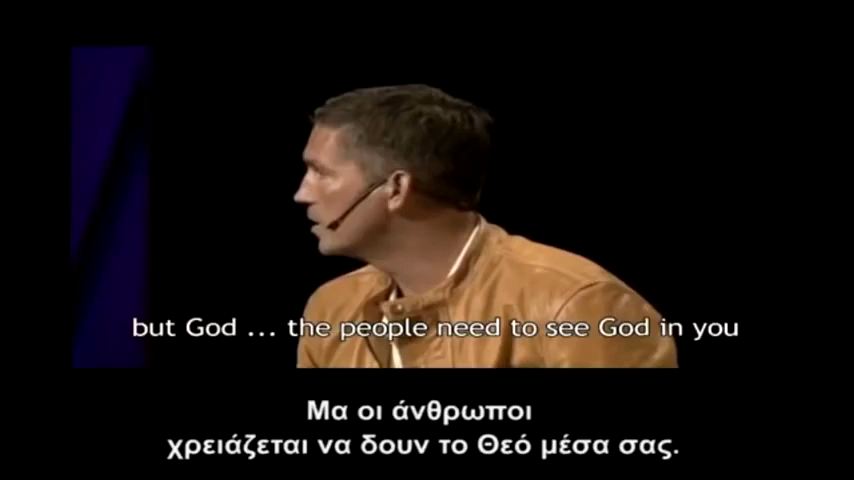 but God ... the people need to see God in you
Μα οι άνθρωποι
χρειάζεται να δουν το Θεό μέσα σας.